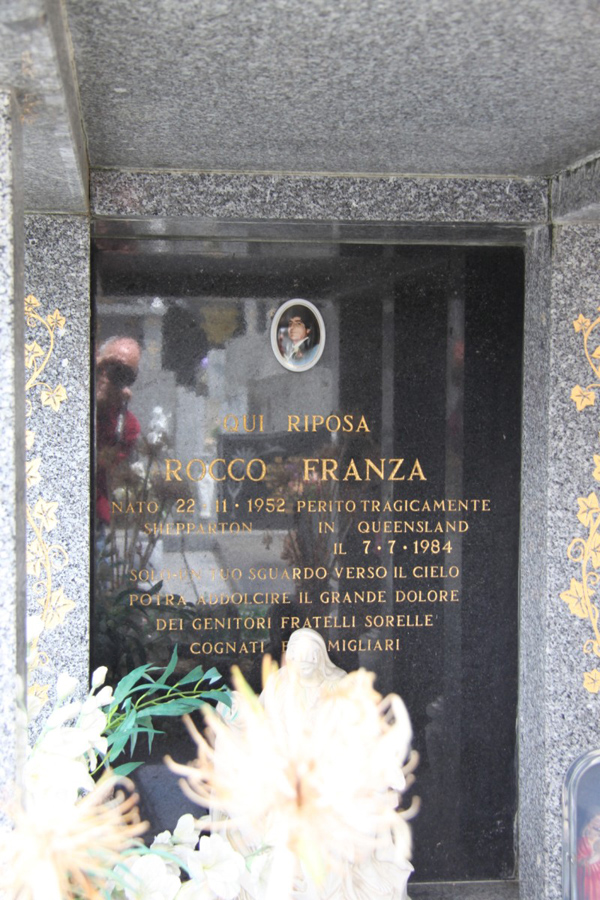 QUI RIPOSA
ROCCO FRANZA
NATO 22·11·1952 PERITO TRAGICAMENTE
SHEPPARTON IN QUEENSLAND
IL 7·7·1984
SOLO UN TUO SGUARDO VERSO IL CIELO
POTRA ADDOLCIRE IL GRANDE DOLORE
DEI GENITORI FRATELLI SORELLE
COGNATI